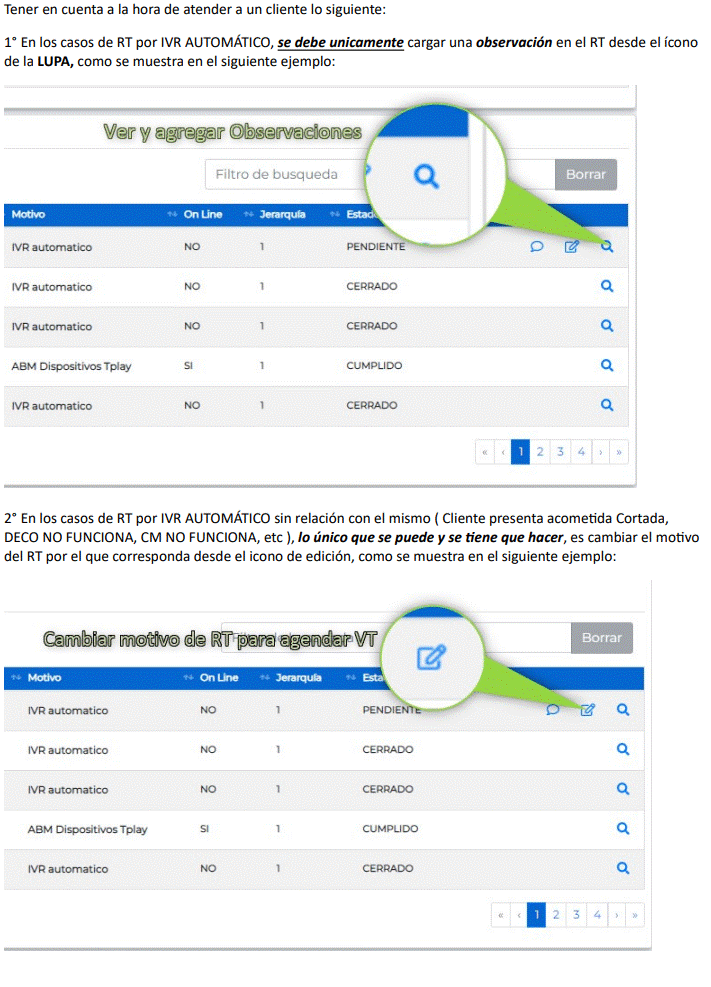 Tener en cuenta a la hora de atender a un cliente lo siguiente:
1° En los casos de RT por IVR AUTOMÁTICO, se debe unicamente cargar una observación en el RT desde el ícono
de la LUPA, como se muestra en el siguiente ejemplo:
Ver y agregar Observaciones
Filtro de busqueda Borrar
Motivo On Line Jerarquía
IVR automatico NO 1 PENDIENTE
IVR automatico NO 1 CERRADO
IVR automatico NO 1 CERRADO
ABM Dispositivos Tplay SI 1 CUMPLIDO
IVR automatico NO 1 CERRADO
« ‹ 1 2 3 4 › »
2° En los casos de RT por IVR AUTOMÁTICO sin relación con el mismo ( Cliente presenta acometida Cortada,
DECO NO FUNCIONA, CM NO FUNCIONA, etc ), lo único que se puede y se tiene que hacer, es cambiar el motivo
del RT por el que corresponda desde el icono de edición, como se muestra en el siguiente ejemplo:
Cambiar motivo de RT para agendar VT Borrar
Motivo On Line Jerarquía
IVR automatico NO 1 PENDIENTE
IVR automatico NO 1 CERRADO
IVR automatico NO 1 CERRADO
ABM Dispositivos Tplay SI 1 CUMPLIDO
IVR automatico NO 1 CERRADO
« ‹ 1 2 3 4 › »